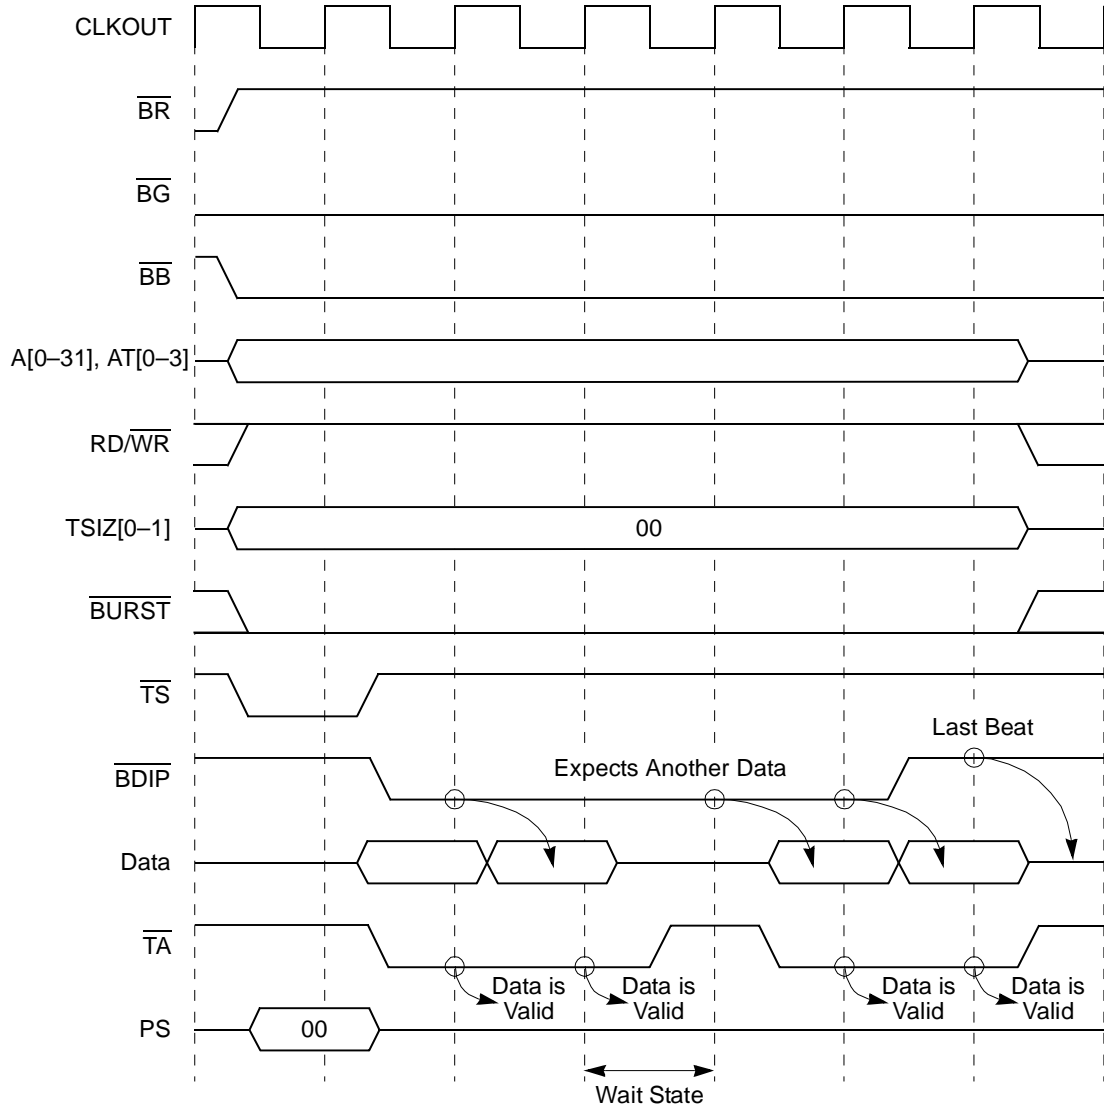 CLKOUT
BR
BG
BB
A[0–31], AT[0–3]
RD/WR
TSIZ[0–1]
00
BURST
TS
Last Beat
BDIP
Expects Another Data
Data
TA
Data is
Valid
Data is
Valid
Data is
Valid
Data is
Valid
PS
00
Wait State